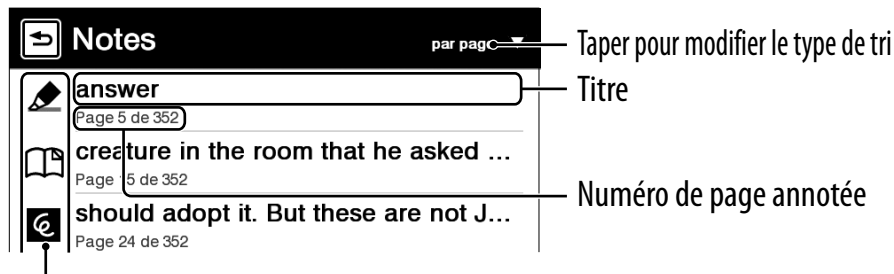 Notes
par page
Taper pour modifier le type de tri
answer
Titre
Page 5 de 352
creature in the room that he asked ...
Page 15 de 352
Numéro de page annotée
should adopt it. But these are not J...
Page 24 de 352